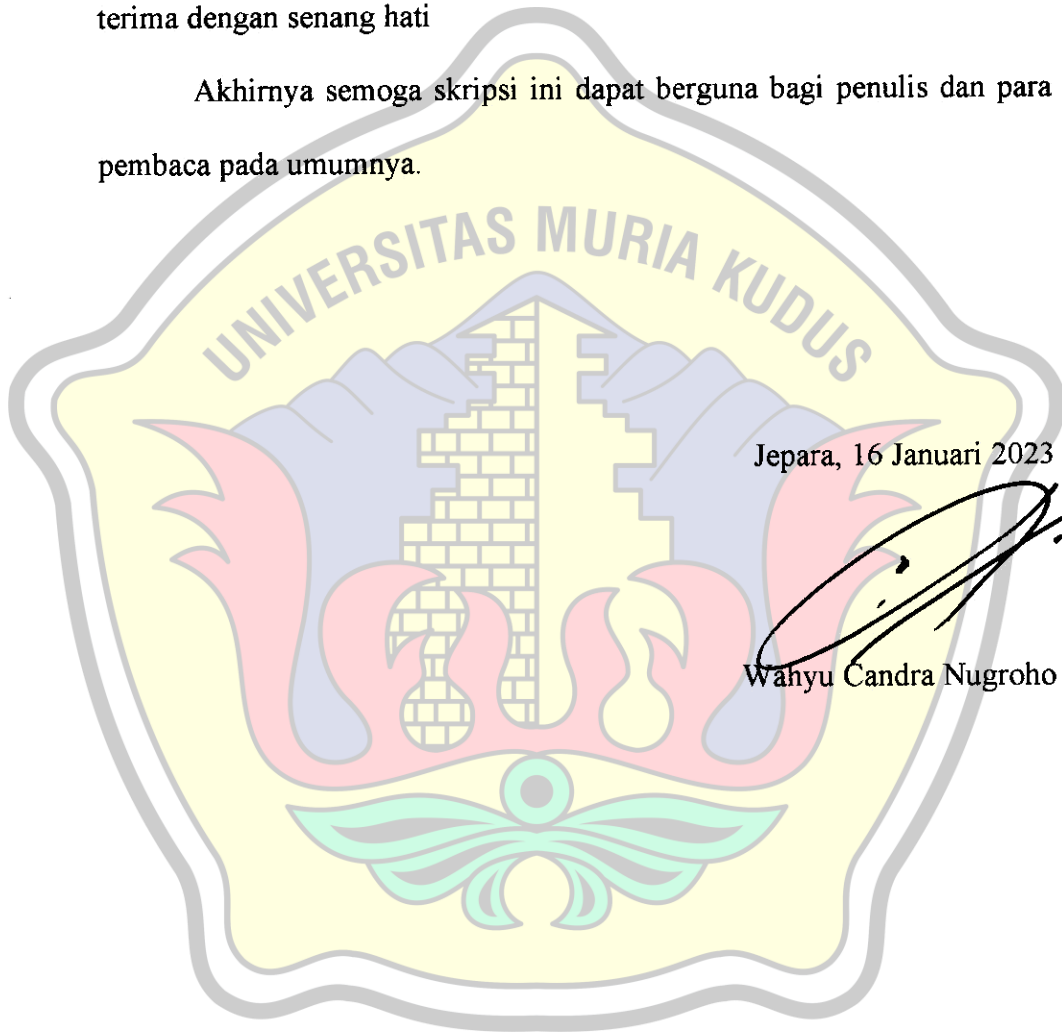 terima dengan senang hati
Akhirnya semoga skripsi ini dapat berguna bagi penulis dan para
pembaca pada umumnya.
UNIVERSITAS MURIA KUDUS
Jepara, 16 Januari 2023
Wahyu Candra Nugroho